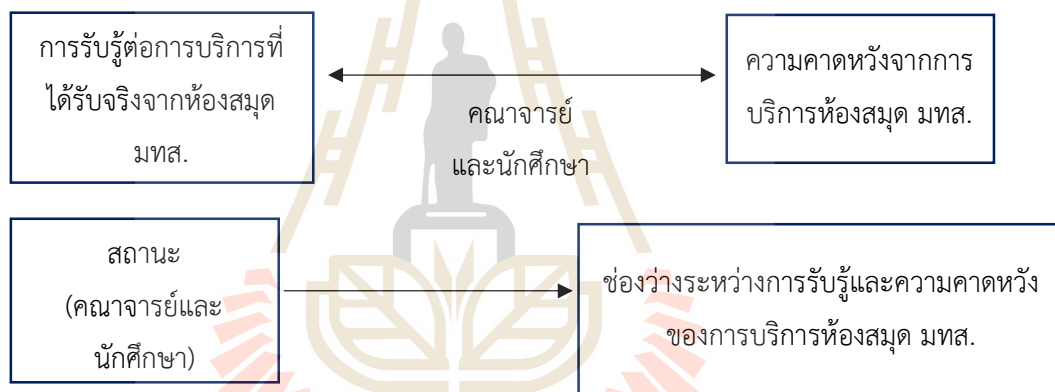 การรับรู้ต่อการบริการที่
ได้รับจริงจากห้องสมุด
มทส.
คณาจารย์
และนักศึกษา
ความคาดหวังจากการ
บริการห้องสมุด มทส.
สถานะ
(คณาจารย์และ
นักศึกษา)
ช่องว่างระหว่างการรับรู้และความคาดหวัง
ของการบริการห้องสมุด มทส.